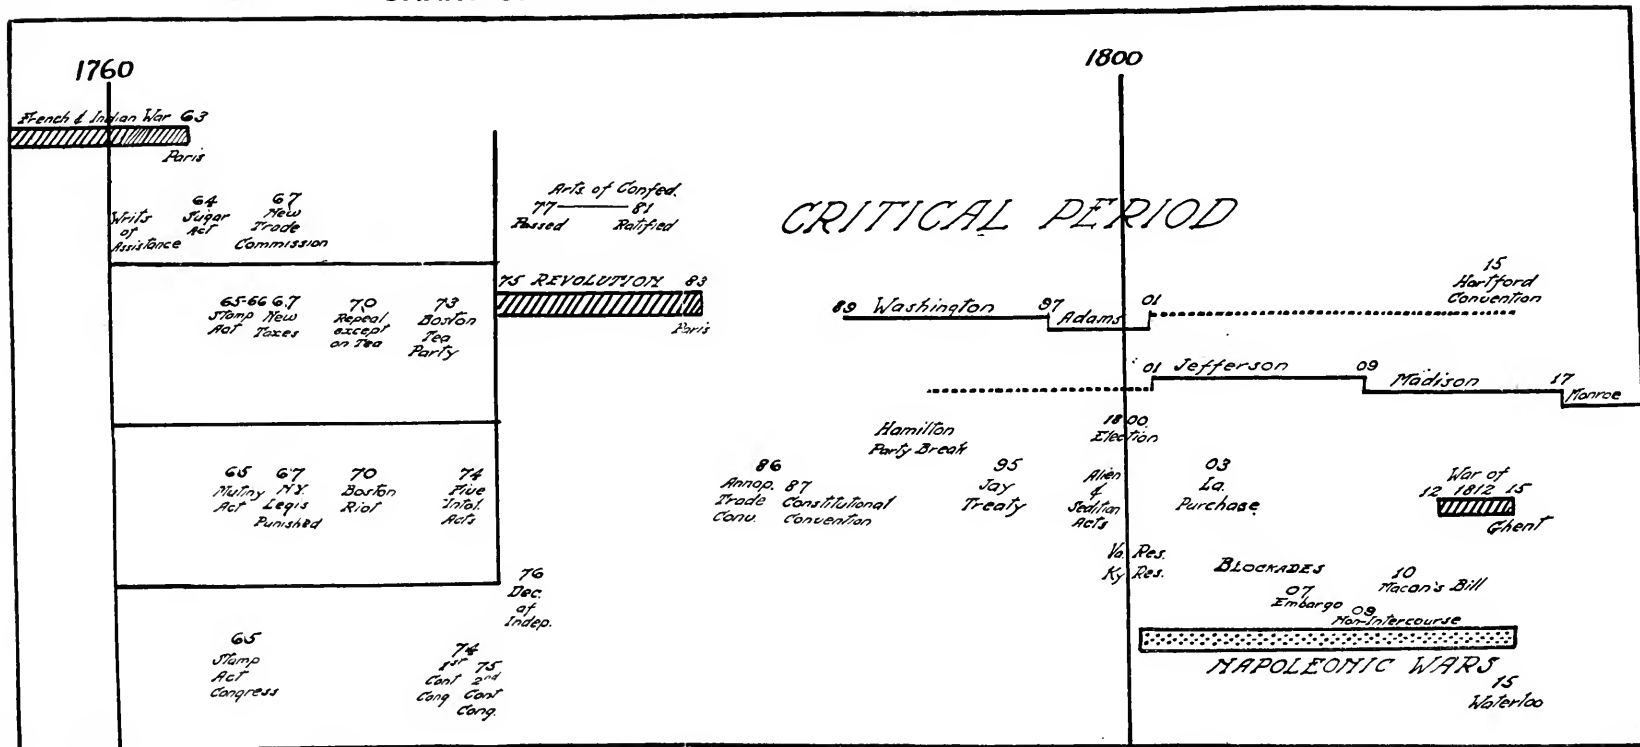 1760
1800
French & Indian War 63
Paris
Writs
of
Assistance
64
Sugar
Act
67
New
Trade
Commission
Arts. of Confed.
77 81
Passed Ratified
CRITICAL PERIOD
65-66
Stamp
Act
67
New
Taxes
70
Repeal
except
on Tea
73
Boston
Tea
Party
75 REVOLUTION 83
Paris
89 Washington 97
Adams
01
15
Hartford
Convention
01 Jefferson 09
Madison 17
Monroe
Hamilton
Party Break
1800
Election
65
Mutiny
Act
67
N.Y.
Legis
Punished
70
Boston
Riot
74
Five
Intol.
Acts
86
Annap.
Trade
Conv.
87
Constitutional
Convention
95
Jay
Treaty
Alien
&
Sedition
Acts
03
La.
Purchase
War of
12 1812 15
Ghent
Va. Res.
Ky Res.
BLOCKADES
07
Embargo
09
Non-Intercourse
10
Macon's Bill
76
Dec.
of
Indep.
65
Stamp
Act
Congress
74
1st
Cont
Cong
75
2nd
Cont
Cong.
NAPOLEONIC WARS
15
Waterloo